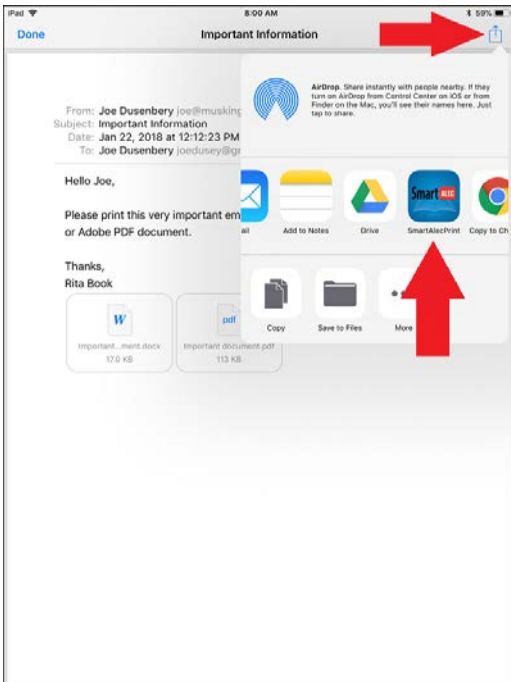 iPad 8:00 AM 59%
Done Important Information
AirDrop. Share instantly with people nearby. If they
turn on AirDrop from Control Center on iOS or from
Finder on the Mac, you'll see their names here. Just
tap to share.
From: Joe Dusenbery joe@musking
Subject: Important Information
Date: Jan 22, 2018 at 12:12:23 PM
To: Joe Dusenbery joedusey@gr
Hello Joe,
Please print this very important em
or Adobe PDF document.
Thanks,
Rita Book
W
Important...ment.docx
17.0 KB
pdf
Important document.pdf
113 KB
Smart ALEC
ail Add to Notes Drive SmartAlecPrint Copy to Ch
Copy Save to Files More